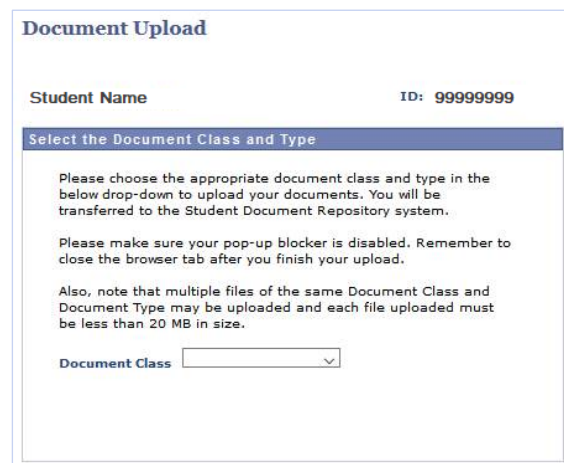 Document Upload
Student Name ID: 99999999
Select the Document Class and Type
Please choose the appropriate document class and type in the
below drop-down to upload your documents. You will be
transferred to the Student Document Repository system.
Please make sure your pop-up blocker is disabled. Remember to
close the browser tab after you finish your upload.
Also, note that multiple files of the same Document Class and
Document Type may be uploaded and each file uploaded must
be less than 20 MB in size.
Document Class